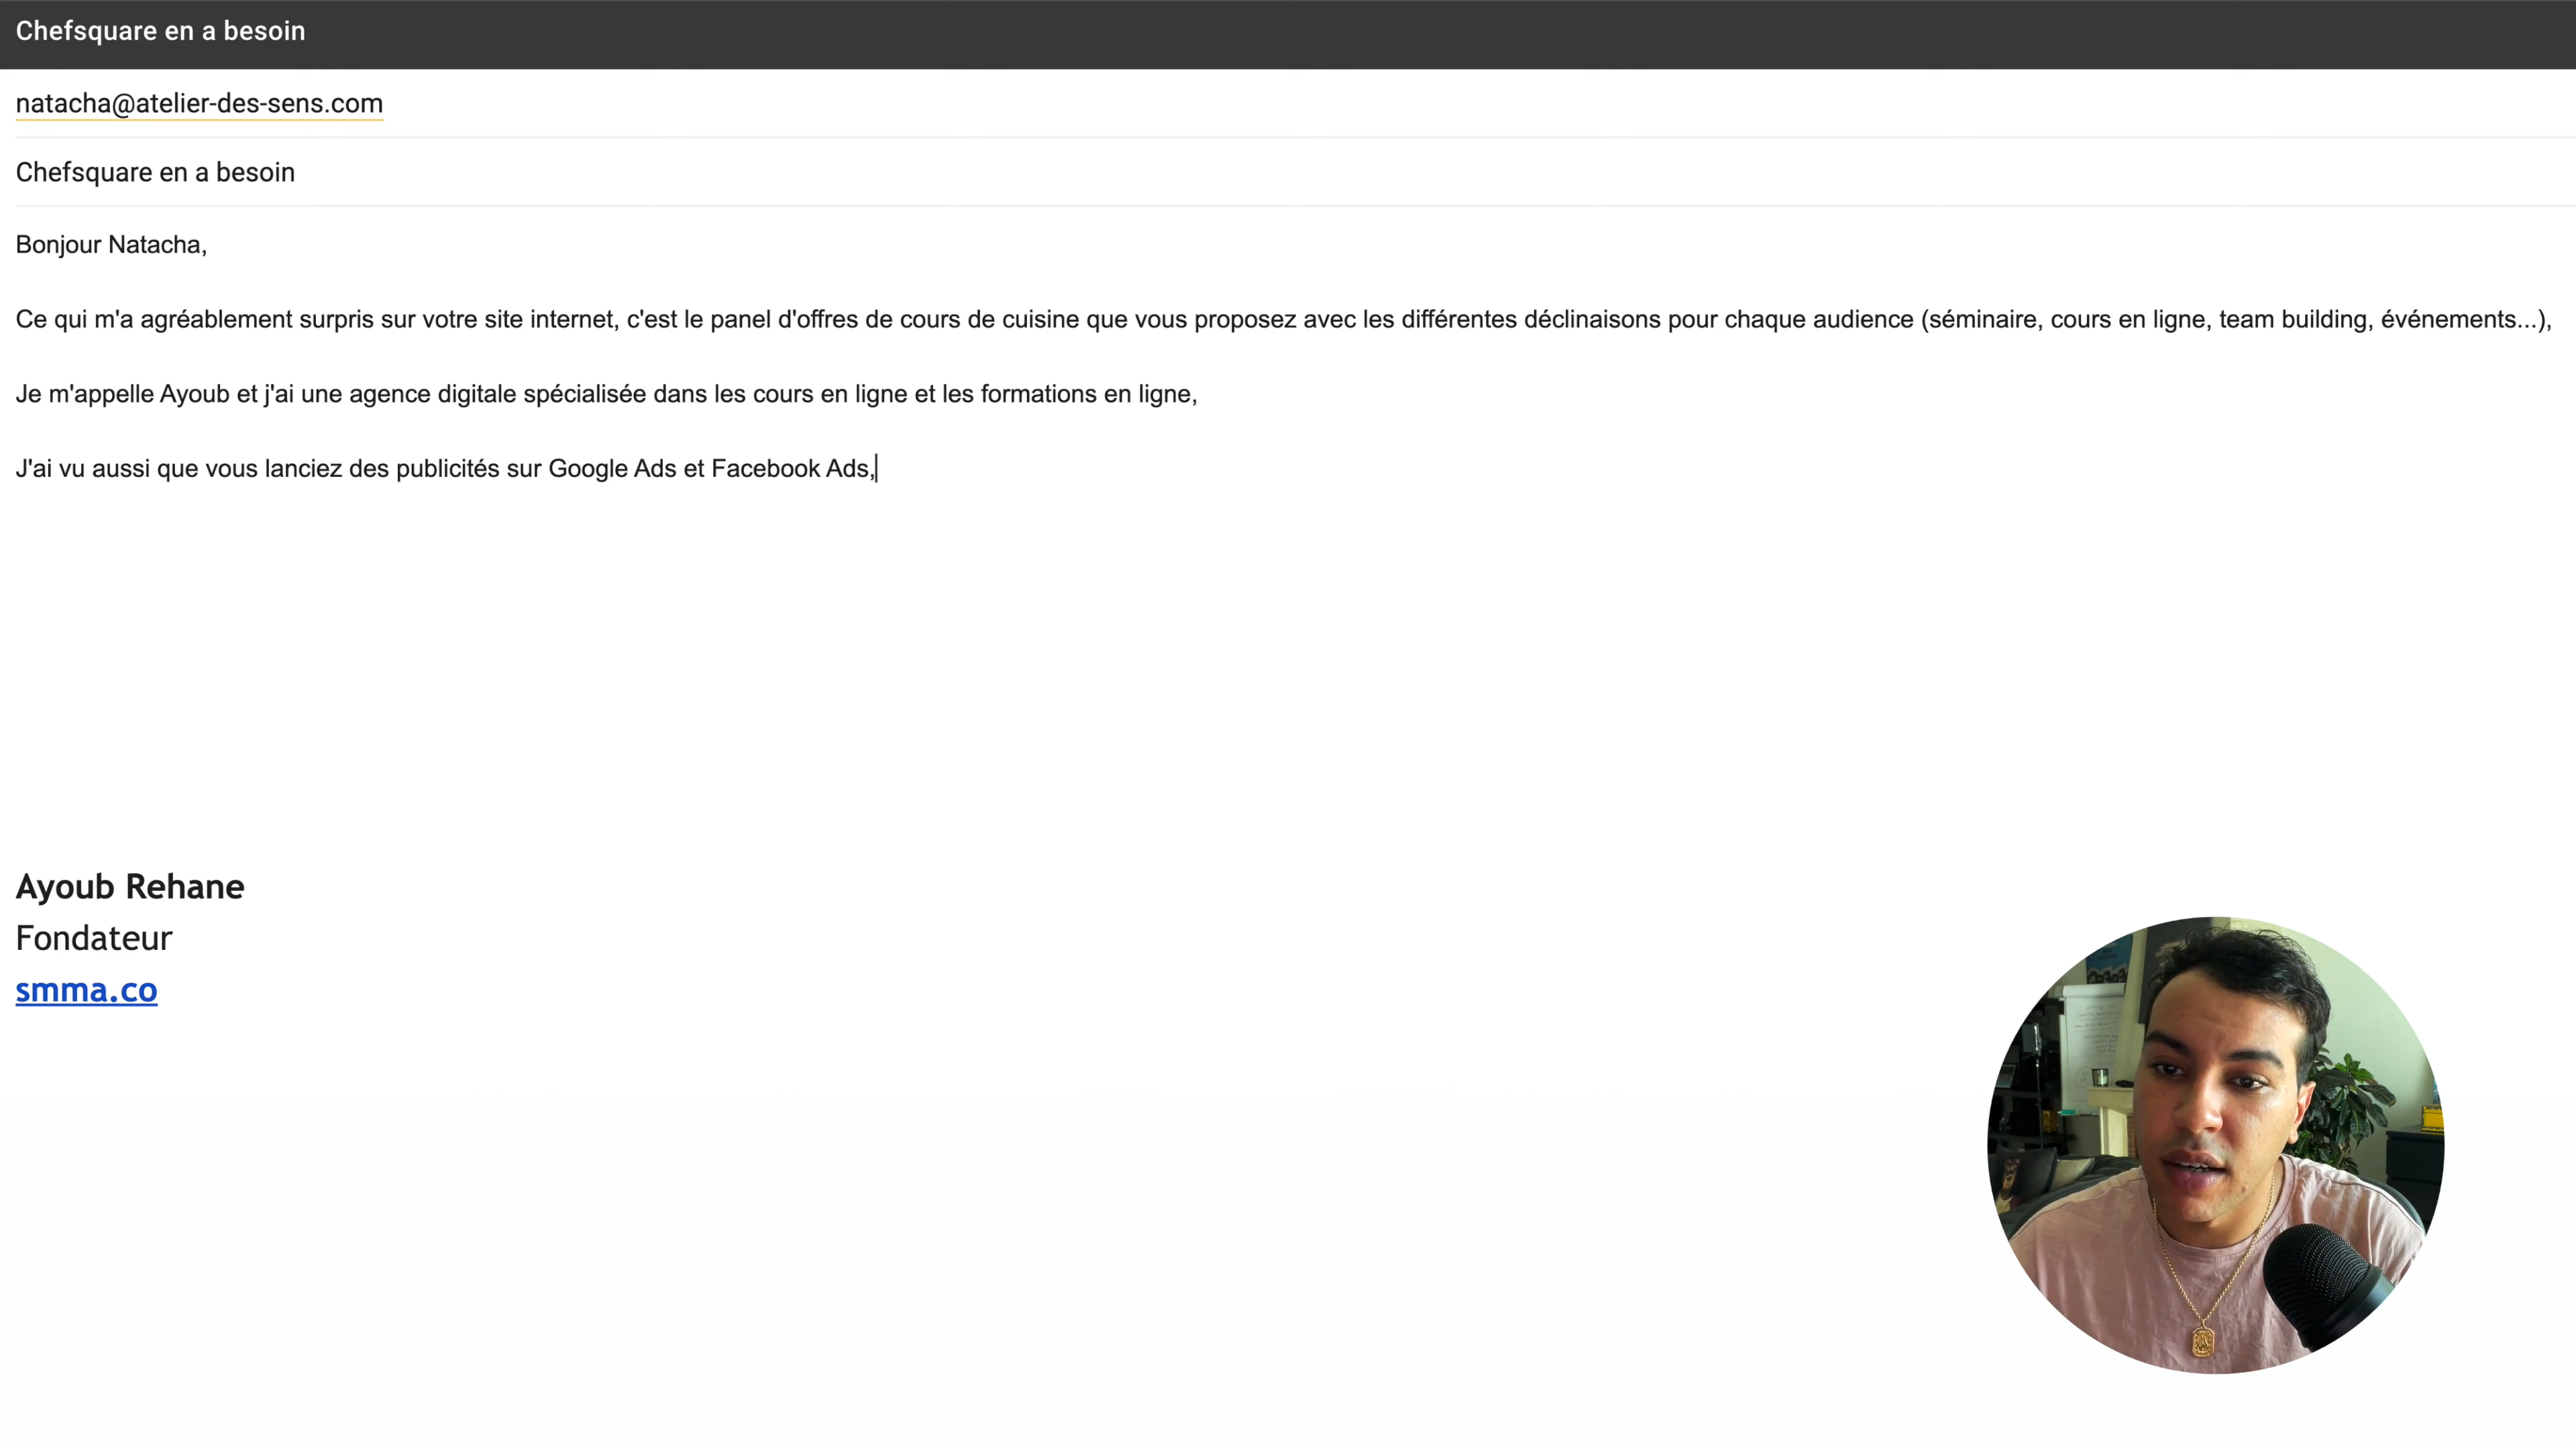 Chefsquare en a besoin
natacha@atelier-des-sens.com
Chefsquare en a besoin
Bonjour Natacha,
Ce qui m'a agréablement surpris sur votre site internet, c'est le panel d'offres de cours de cuisine que vous proposez avec les différentes déclinaisons pour chaque audience (séminaire, cours en ligne, team building, événements...),
Je m'appelle Ayoub et j'ai une agence digitale spécialisée dans les cours en ligne et les formations en ligne,
J'ai vu aussi que vous lanciez des publicités sur Google Ads et Facebook Ads,
Ayoub Rehane
Fondateur
smma.co